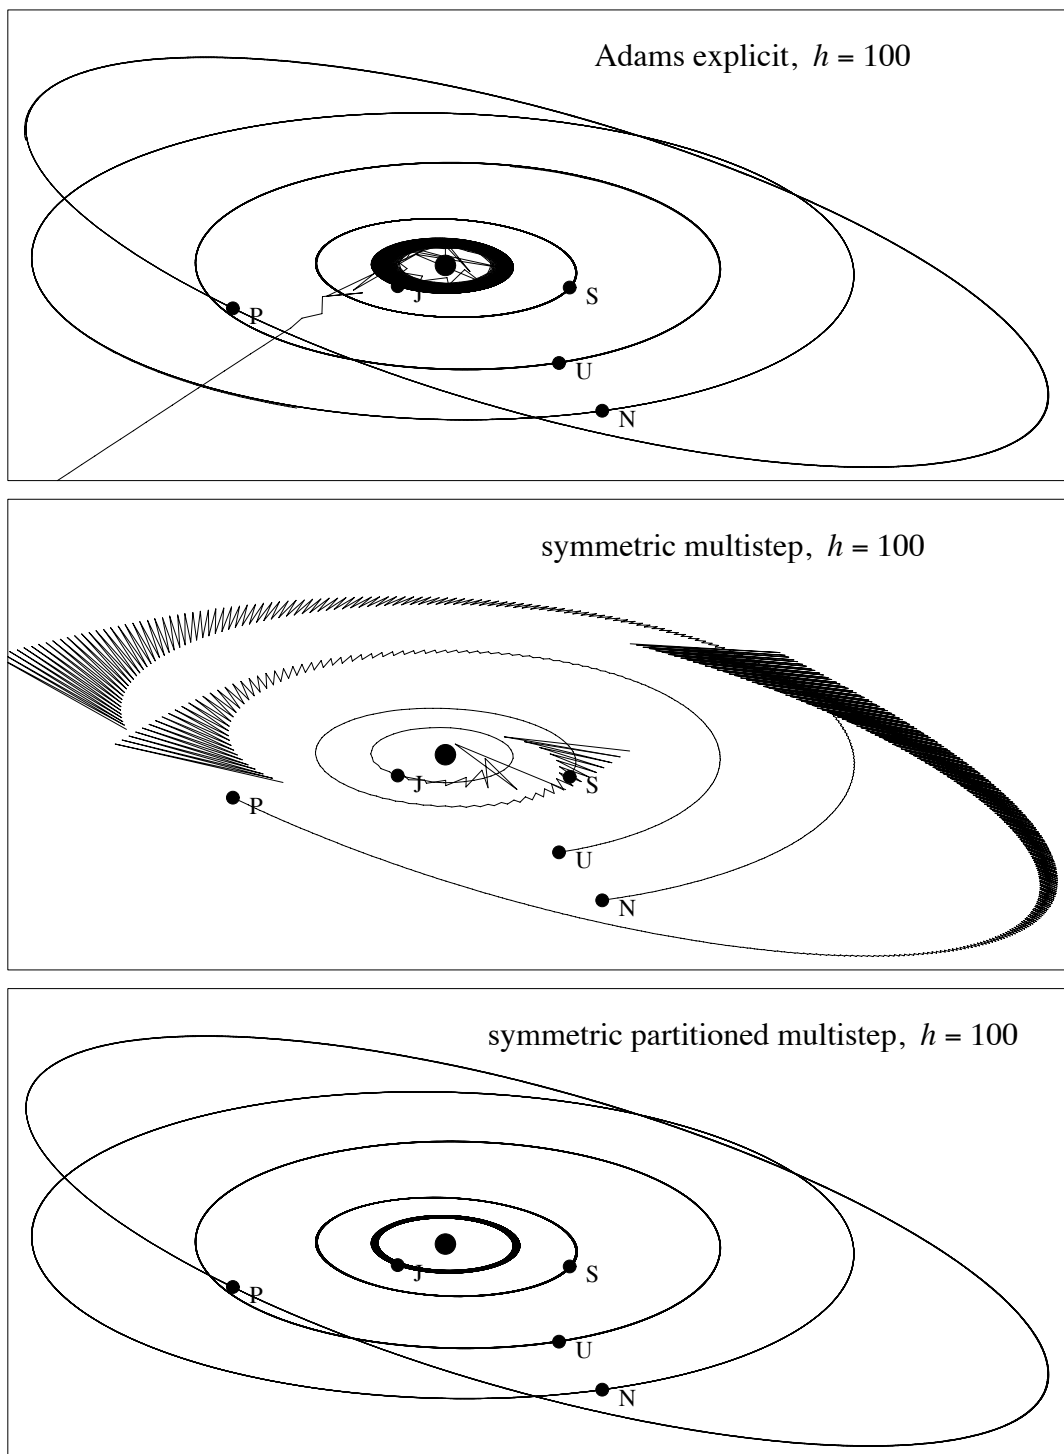 Adams explicit, h = 100
J
S
P
U
N
symmetric multistep, h = 100
J
S
P
U
N
symmetric partitioned multistep, h = 100
J
S
P
U
N